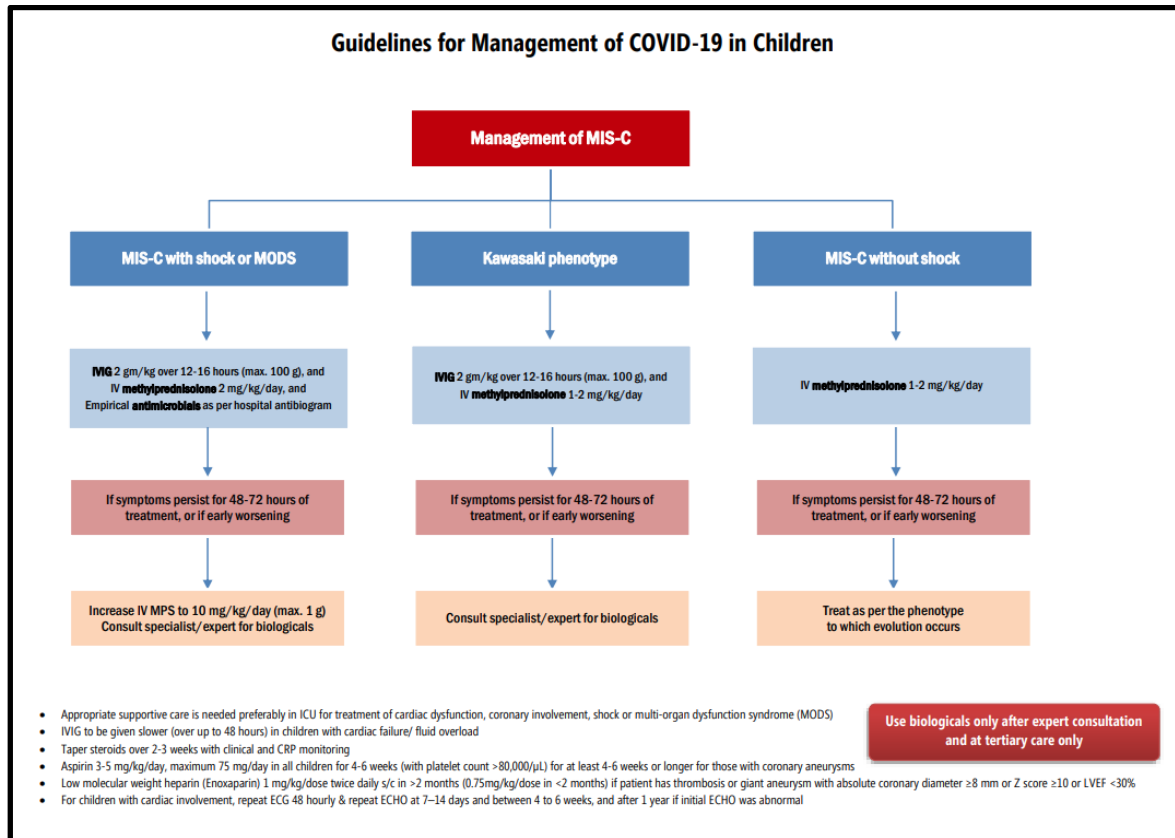 Guidelines for Management of COVID-19 in Children
Management of MIS-C
MIS-C with shock or MODS
Kawasaki phenotype
MIS-C without shock
IVIG 2 gm/kg over 12-16 hours (max. 100 g), and
IV methylprednisolone 2 mg/kg/day, and
Empirical antimicrobials as per hospital antibiogram
IVIG 2 gm/kg over 12-16 hours (max. 100 g), and
IV methylprednisolone 1-2 mg/kg/day
IV methylprednisolone 1-2 mg/kg/day
If symptoms persist for 48-72 hours of
treatment, or if early worsening
If symptoms persist for 48-72 hours of
treatment, or if early worsening
If symptoms persist for 48-72 hours of
treatment, or if early worsening
Increase IV MPS to 10 mg/kg/day (max. 1 g)
Consult specialist/expert for biologicals
Consult specialist/expert for biologicals
Treat as per the phenotype
to which evolution occurs
• Appropriate supportive care is needed preferably in ICU for treatment of cardiac dysfunction, coronary involvement, shock or multi-organ dysfunction syndrome (MODS)
• IVIG to be given slower (over up to 48 hours) in children with cardiac failure/ fluid overload
• Taper steroids over 2-3 weeks with clinical and CRP monitoring
• Aspirin 3-5 mg/kg/day, maximum 75 mg/day in all children for 4-6 weeks (with platelet count >80,000/µL) for at least 4-6 weeks or longer for those with coronary aneurysms
• Low molecular weight heparin (Enoxaparin) 1 mg/kg/dose twice daily s/c in >2 months (0.75mg/kg/dose in <2 months) if patient has thrombosis or giant aneurysm with absolute coronary diameter ≥8 mm or Z score ≥10 or LVEF <30%
• For children with cardiac involvement, repeat ECG 48 hourly & repeat ECHO at 7–14 days and between 4 to 6 weeks, and after 1 year if initial ECHO was abnormal
Use biologicals only after expert consultation
and at tertiary care only